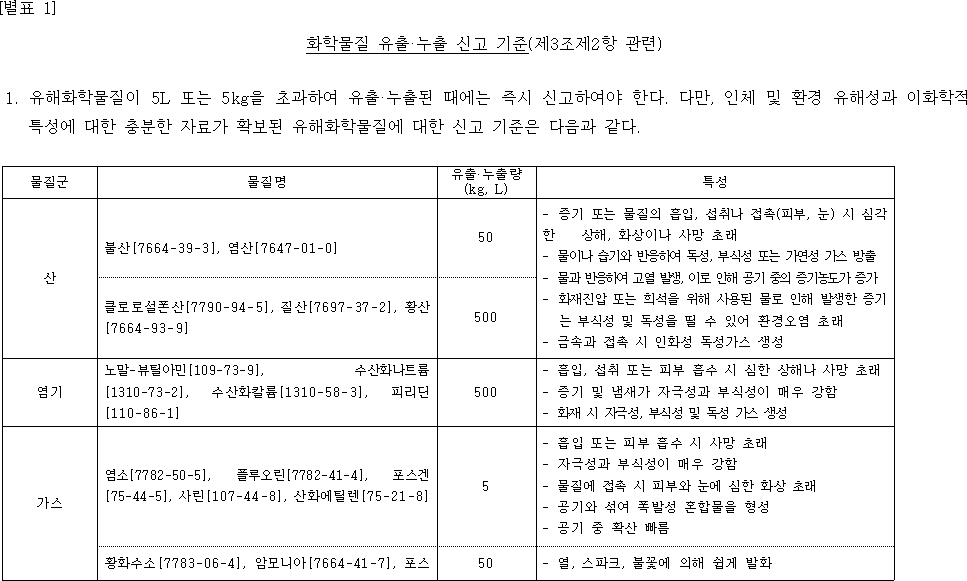 [별표 1]
화학물질 유출·누출 신고 기준(제3조제2항 관련)
1. 유해화학물질이 5L 또는 5kg을 초과하여 유출·누출된 때에는 즉시 신고하여야 한다. 다만, 인체 및 환경 유해성과 이화학적
특성에 대한 충분한 자료가 확보된 유해화학물질에 대한 신고 기준은 다음과 같다.
물질군 물질명 유출·누출량 (kg, L) 특성
산
불산[7664-39-3], 염산[7647-01-0]
50
클로로설폰산[7790-94-5], 질산[7697-37-2], 황산
[7664-93-9]
500
- 증기 또는 물질의 흡입, 섭취나 접촉(피부, 눈) 시 심각
한 상해, 화상이나 사망 초래
- 물이나 습기와 반응하여 독성, 부식성 또는 가연성 가스 방출
- 물과 반응하여 고열 발생, 이로 인해 공기 중의 증기농도가 증가
- 화재진압 또는 희석을 위해 사용된 물로 인해 발생한 증기
는 부식성 및 독성을 띨 수 있어 환경오염 초래
- 금속과 접촉 시 인화성 독성가스 생성
염기
노말-뷰틸아민[109-73-9], 수산화나트륨
[1310-73-2], 수산화칼륨[1310-58-3], 피리딘
[110-86-1]
500
- 흡입, 섭취 또는 피부 흡수 시 심한 상해나 사망 초래
- 증기 및 냄새가 자극성과 부식성이 매우 강함
- 화재 시 자극성, 부식성 및 독성 가스 생성
가스
염소[7782-50-5], 플루오린[7782-41-4], 포스겐
[75-44-5], 사린[107-44-8], 산화에틸렌[75-21-8]
5
- 흡입 또는 피부 흡수 시 사망 초래
- 자극성과 부식성이 매우 강함
- 물질에 접촉 시 피부와 눈에 심한 화상 초래
- 공기와 섞여 폭발성 혼합물을 형성
- 공기 중 확산 빠름
황화수소[7783-06-4], 암모니아[7664-41-7], 포스
50
- 열, 스파크, 불꽃에 의해 쉽게 발화